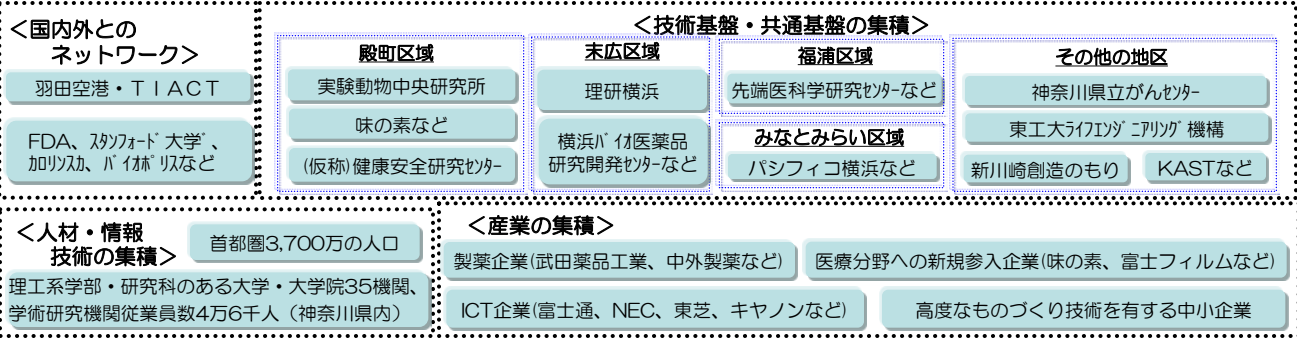 ＜国内外との
ネットワーク＞
羽田空港・ＴＩＡＣＴ
FDA、ｽﾀﾝﾌｫｰﾄﾞ大学、
ｶﾛﾘﾝｽｶ、ﾊﾞｲｵﾎﾟﾘｽなど
＜技術基盤・共通基盤の集積＞
殿町区域
実験動物中央研究所
味の素など
(仮称)健康安全研究ｾﾝﾀｰ
末広区域
理研横浜
横浜ﾊﾞｲｵ医薬品
研究開発ｾﾝﾀｰなど
福浦区域
先端医科学研究ｾﾝﾀｰなど
みなとみらい区域
パシフィコ横浜など
その他の地区
神奈川県立がんｾﾝﾀｰ
東工大ﾗｲﾌｴﾝｼﾞﾆｱﾘﾝｸﾞ機構
新川崎創造のもり
KASTなど
＜人材・情報
技術の集積＞
首都圏3,700万の人口
理工系学部・研究科のある大学・大学院35機関、
学術研究機関従業員数4万6千人（神奈川県内）
＜産業の集積＞
製薬企業(武田薬品工業、中外製薬など)
医療分野への新規参入企業(味の素、富士フィルムなど)
ICT企業(富士通、NEC、東芝、キヤノンなど)
高度なものづくり技術を有する中小企業